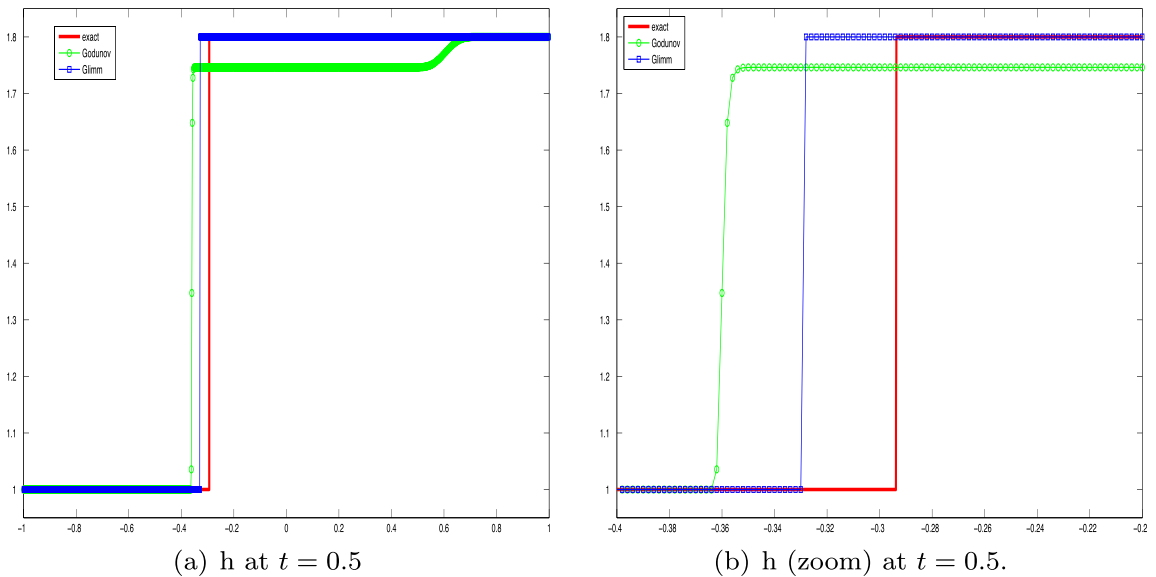 1.8
1.7
1.6
1.5
1.4
1.3
1.2
1.1
1
-1 -0.8 -0.6 -0.4 -0.2 0 0.2 0.4 0.6 0.8 1
exact
Godunov
Glimm
(a) h at t = 0.5
1.8
1.7
1.6
1.5
1.4
1.3
1.2
1.1
1
-0.4 -0.38 -0.36 -0.34 -0.32 -0.3 -0.28 -0.26 -0.24 -0.22 -0.2
exact
Godunov
Glimm
(b) h (zoom) at t = 0.5.